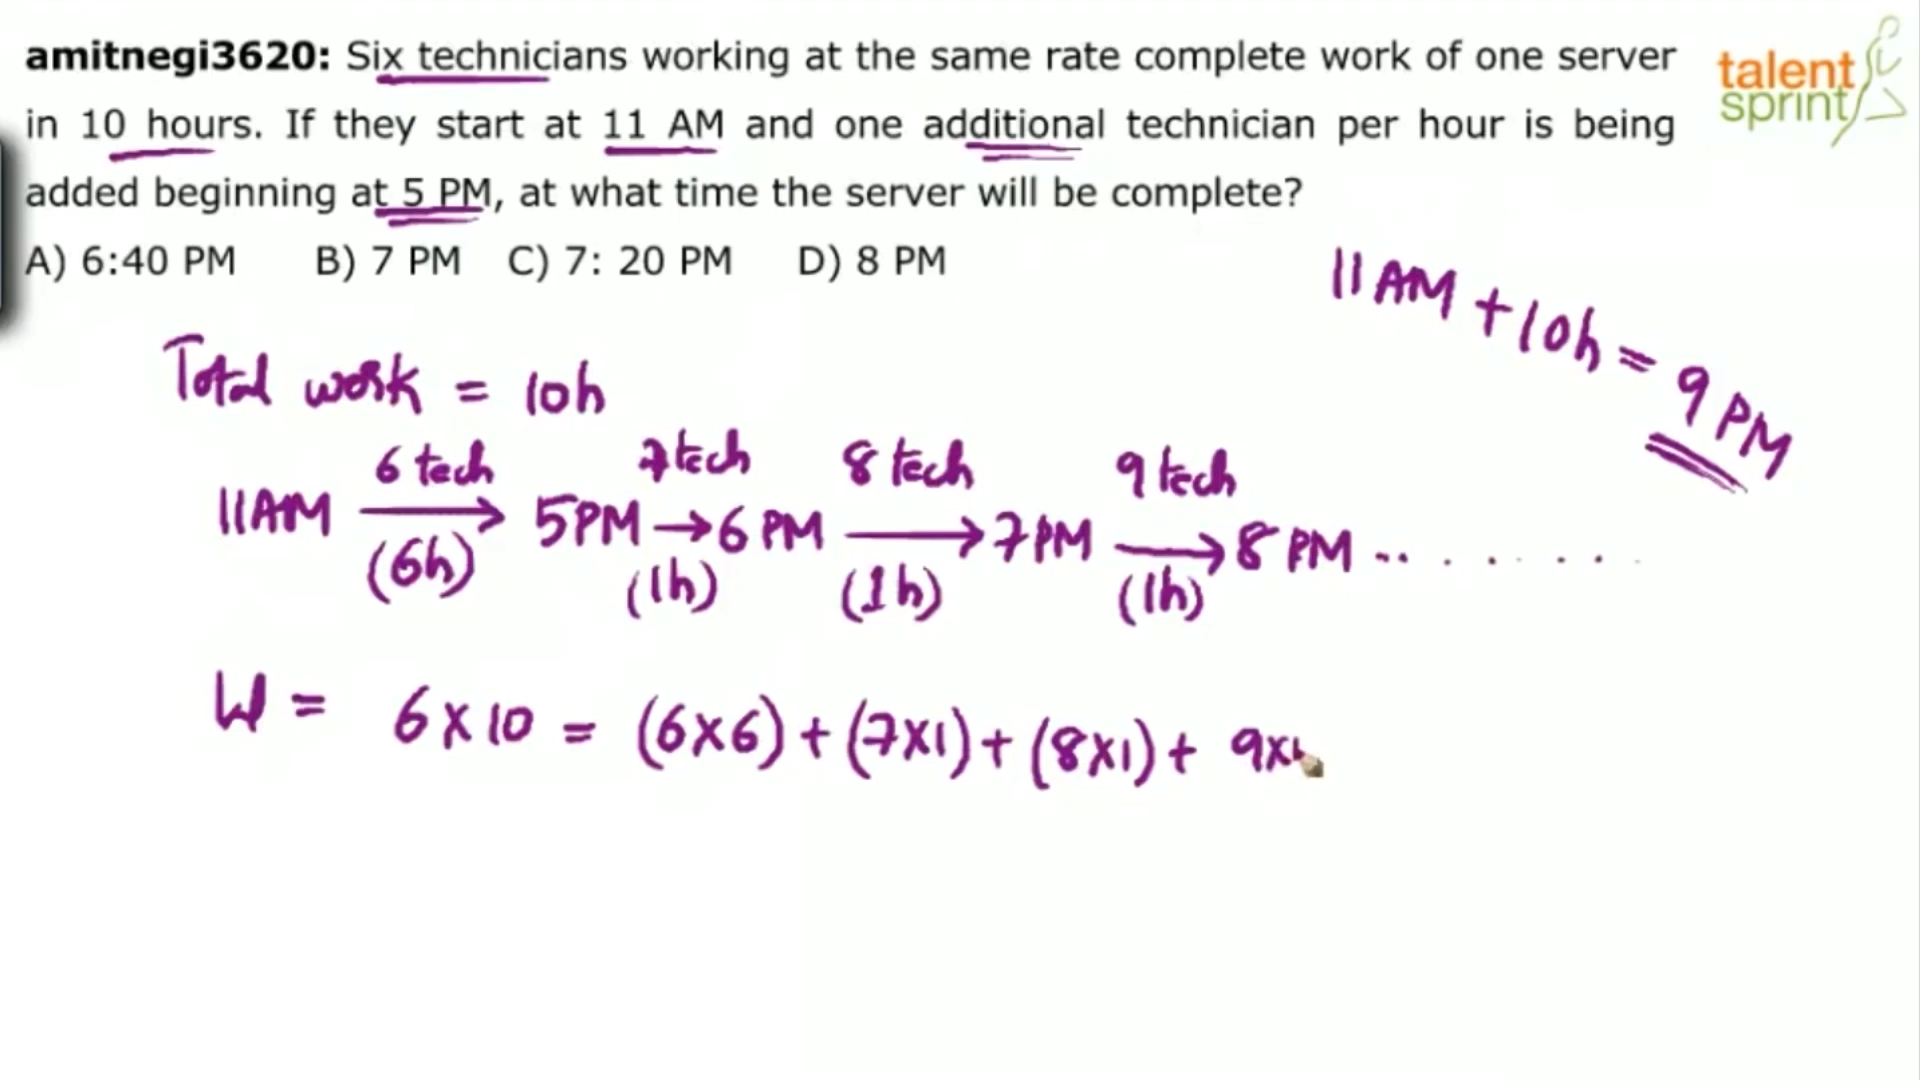 amitnegi3620: Six technicians working at the same rate complete work of one server
in 10 hours. If they start at 11 AM and one additional technician per hour is being
added beginning at 5 PM, at what time the server will be complete?
A) 6:40 PM B) 7 PM C) 7: 20 PM D) 8 PM
talent
sprint
11AM + 10h = 9 PM
Total work = 10h
6 tech 7 tech 8 tech 9 tech
11AM → 5PM → 6 PM → 7PM → 8 PM .. . . . . . .
(6h) (1h) (1h) (1h)
W = 6 x 10 = (6x6) + (7x1) + (8x1) + 9x